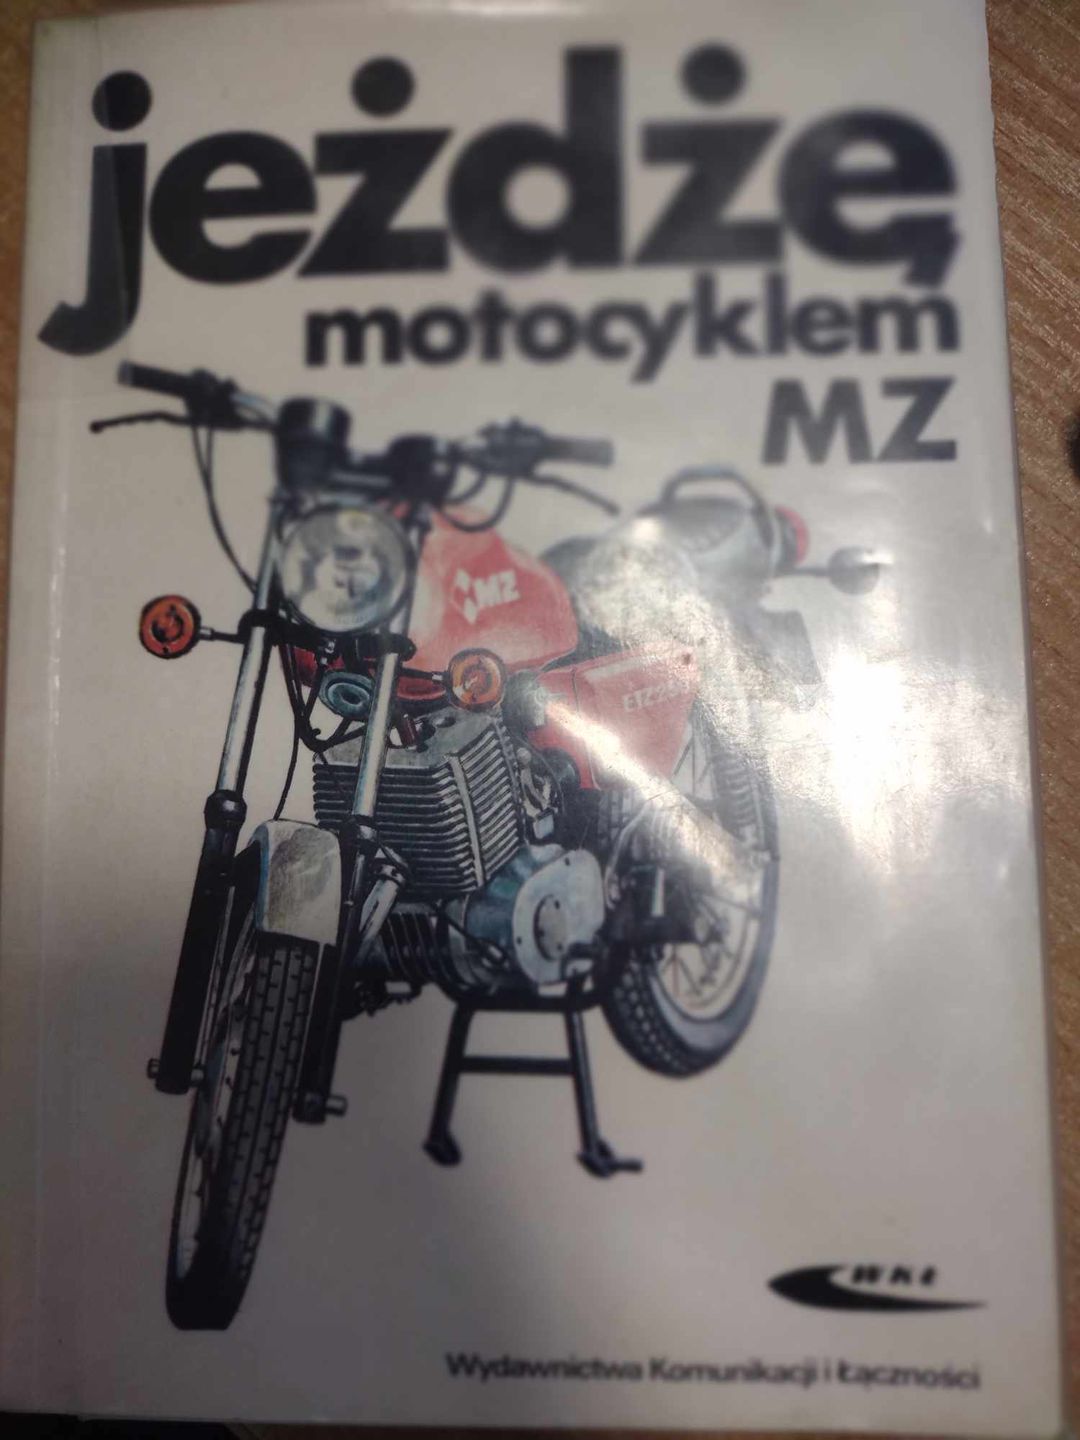 jeżdżę
motocyklem
MZ
MZ
WKŁ
Wydawnictwa Komunikacji i Łączności